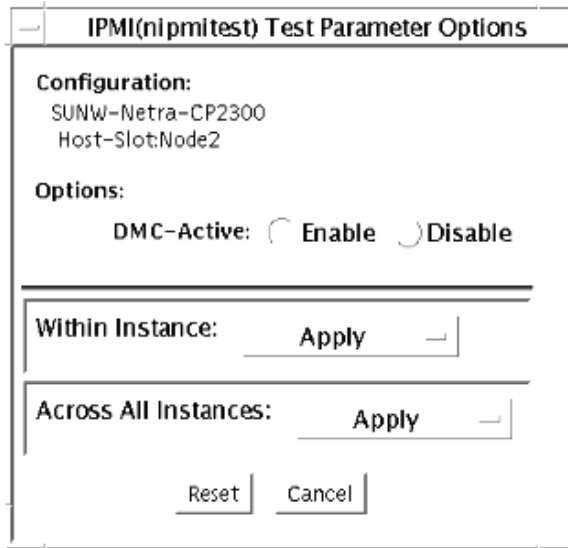 IPMI(nipmitest) Test Parameter Options
Configuration:
SUNW-Netra-CP2300
Host-Slot:Node2
Options:
DMC-Active: Enable Disable
Within Instance: Apply
Across All Instances: Apply
Reset Cancel